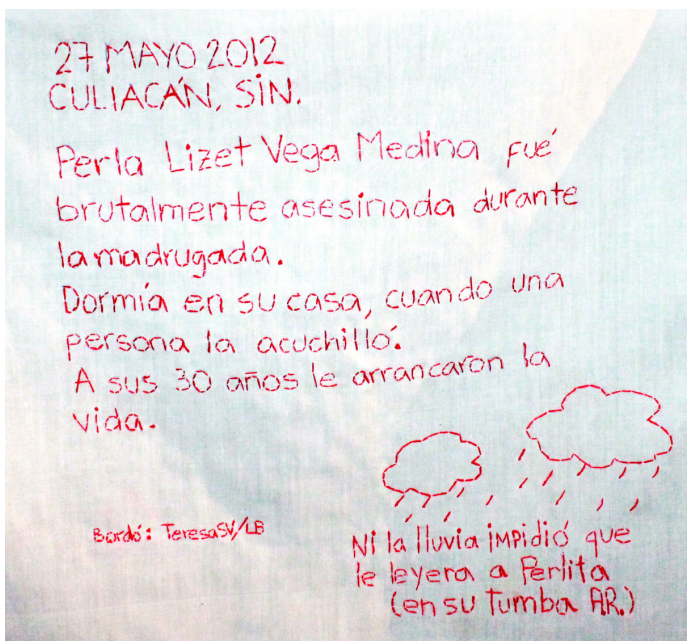 27 MAYO 2012
CULIACÁN, SIN.
Perla Lizet Vega Medina fué
brutalmente asesinada durante
la madrugada.
Dormía en su casa, cuando una
persona la acuchilló.
A sus 30 años le arrancaron la
vida.
Bordó: TeresaSV/LB
Ni la lluvia impidió que
le leyera a Perlita
(en su tumba AR.)